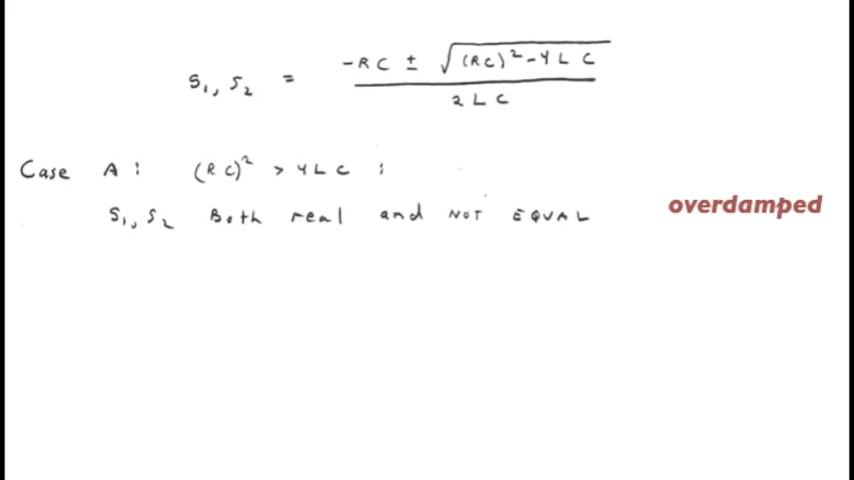 S₁, S₂ = (-RC ± √((RC)² - 4LC)) / (2LC)
Case A: (RC)² > 4LC :
S₁, S₂ Both real and NOT EQUAL
overdamped